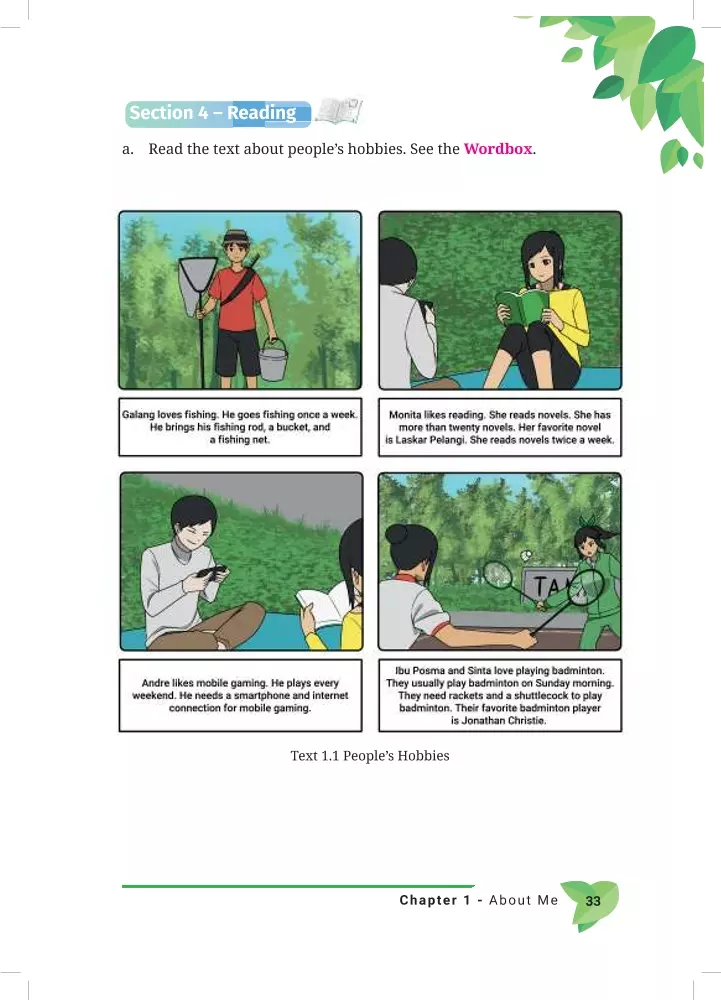 Section 4 – Reading
a. Read the text about people’s hobbies. See the Wordbox.
Galang loves fishing. He goes fishing once a week.
He brings his fishing rod, a bucket, and
a fishing net.
Monita likes reading. She reads novels. She has
more than twenty novels. Her favorite novel
is Laskar Pelangi. She reads novels twice a week.
TAM
Andre likes mobile gaming. He plays every
weekend. He needs a smartphone and internet
connection for mobile gaming.
Ibu Posma and Sinta love playing badminton.
They usually play badminton on Sunday morning.
They need rackets and a shuttlecock to play
badminton. Their favorite badminton player
is Jonathan Christie.
Text 1.1 People’s Hobbies
Chapter 1 - About Me 33